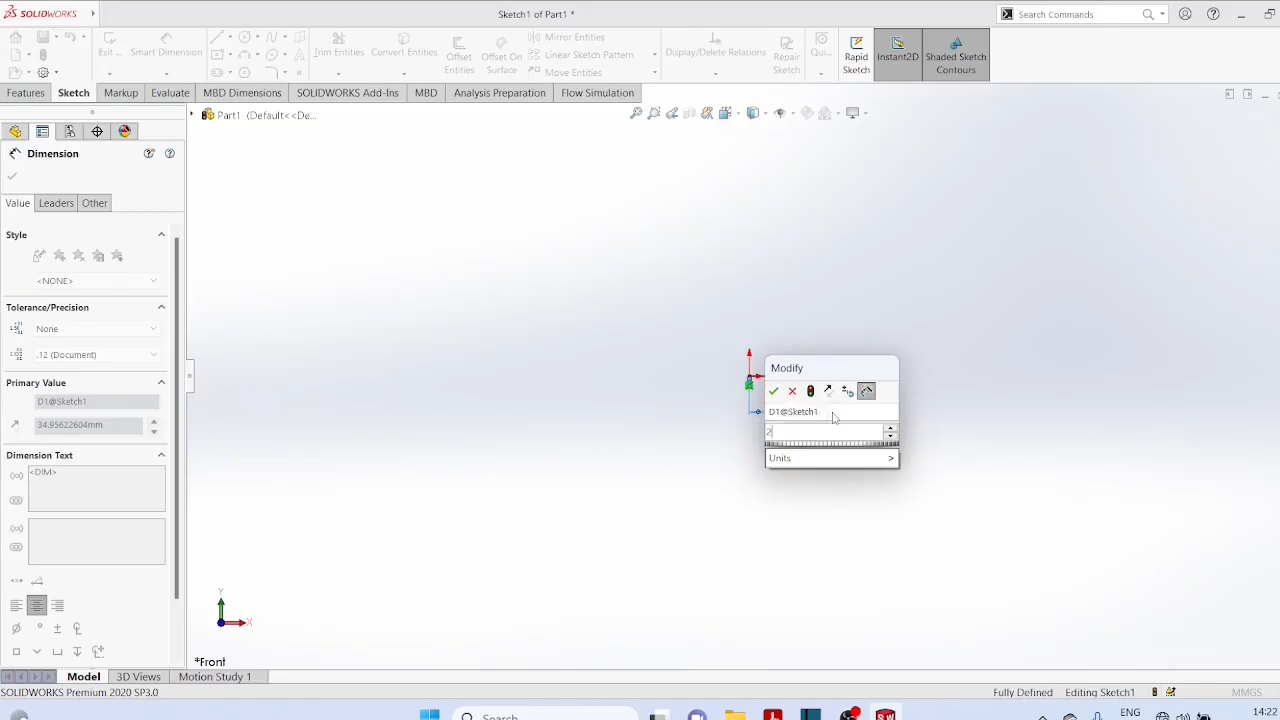 SOLIDWORKS
Sketch1 of Part1 *
Search Commands
Exit ...
Smart Dimension
Trim Entities
Convert Entities
Offset Entities
Offset On Surface
Mirror Entities
Linear Sketch Pattern
Move Entities
Display/Delete Relations
Repair Sketch
Qui...
Rapid Sketch
Instant2D
Shaded Sketch Contours
Features
Sketch
Markup
Evaluate
MBD Dimensions
SOLIDWORKS Add-Ins
MBD
Analysis Preparation
Flow Simulation
Part1 (Default<<De...
Dimension
Value
Leaders
Other
Style
<NONE>
Tolerance/Precision
None
.12 (Document)
Primary Value
D1@Sketch1
34.95622604mm
Dimension Text
<DIM>
Modify
D1@Sketch1
2
Units >
Y
X
*Front
Model
3D Views
Motion Study 1
SOLIDWORKS Premium 2020 SP3.0
Fully Defined
Editing Sketch1
MMGS
Search
ENG
14:22